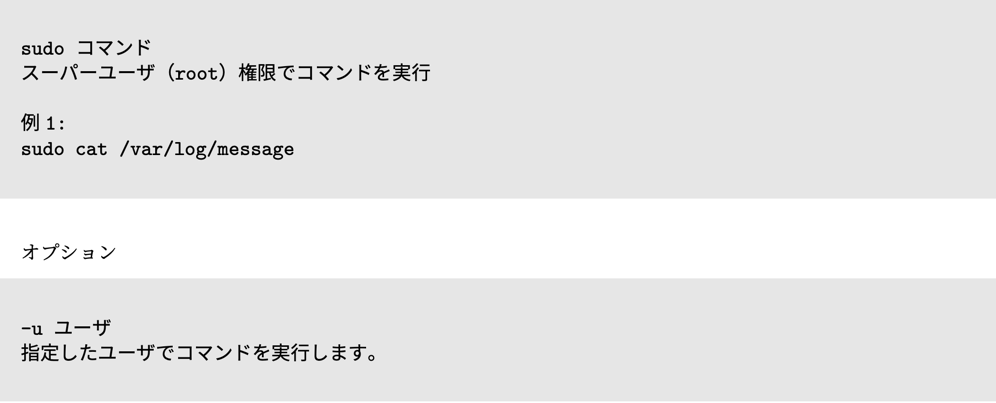 sudo コマンド
スーパーユーザ（root）権限でコマンドを実行
例 1:
sudo cat /var/log/message
オプション
-u ユーザ
指定したユーザでコマンドを実行します。